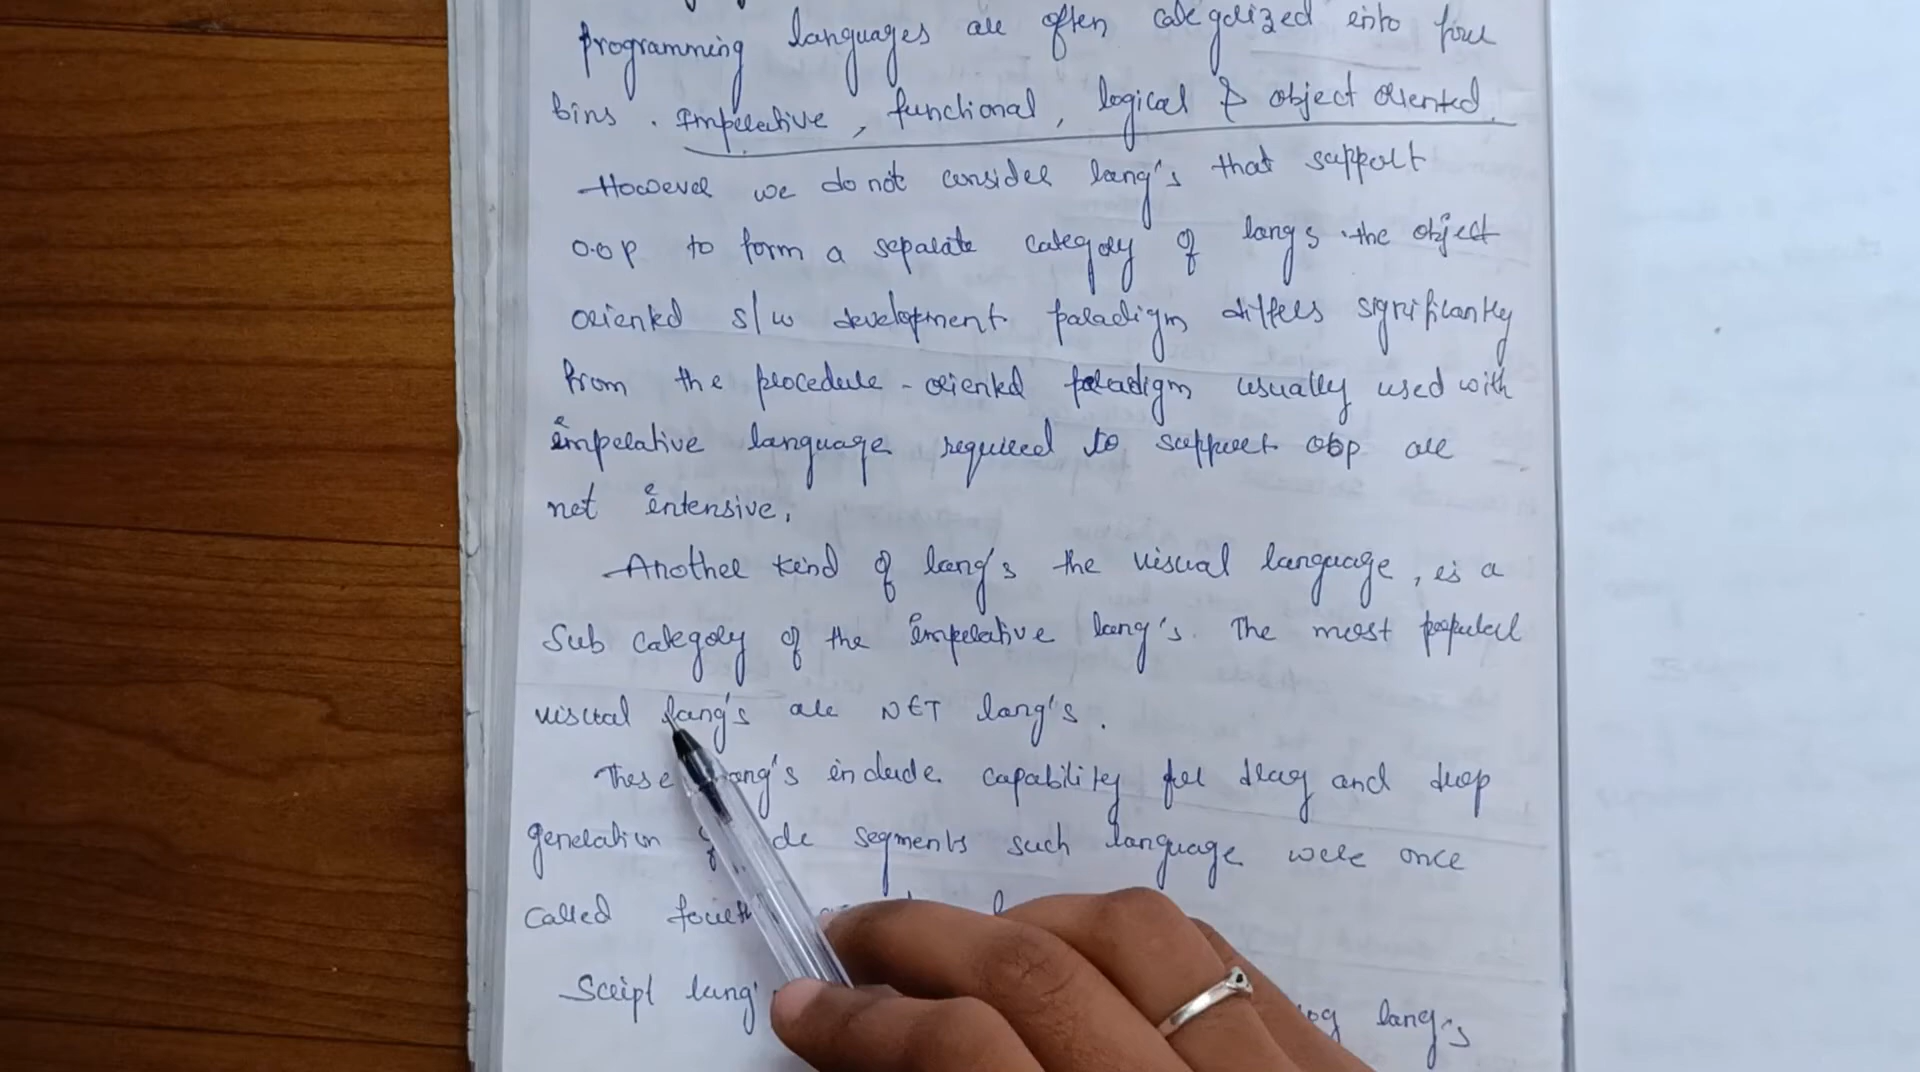 programming languages are often categorized into four
bins. Imperative, functional, logical & object oriented.
However we do not consider lang's that support
O.O.P to form a separate category of langs. the object
oriented s/w development paradigm differs significantly
from the procedure-oriented paradigm usually used with
imperative language required to support oop are
not intensive.
Another kind of lang's the visual language, is a
Sub category of the imperative lang's. The most popular
visual lang's are NET lang's.
These lang's include capability for drag and drop
generation segments such language were once
called fourth
Script lang lang's